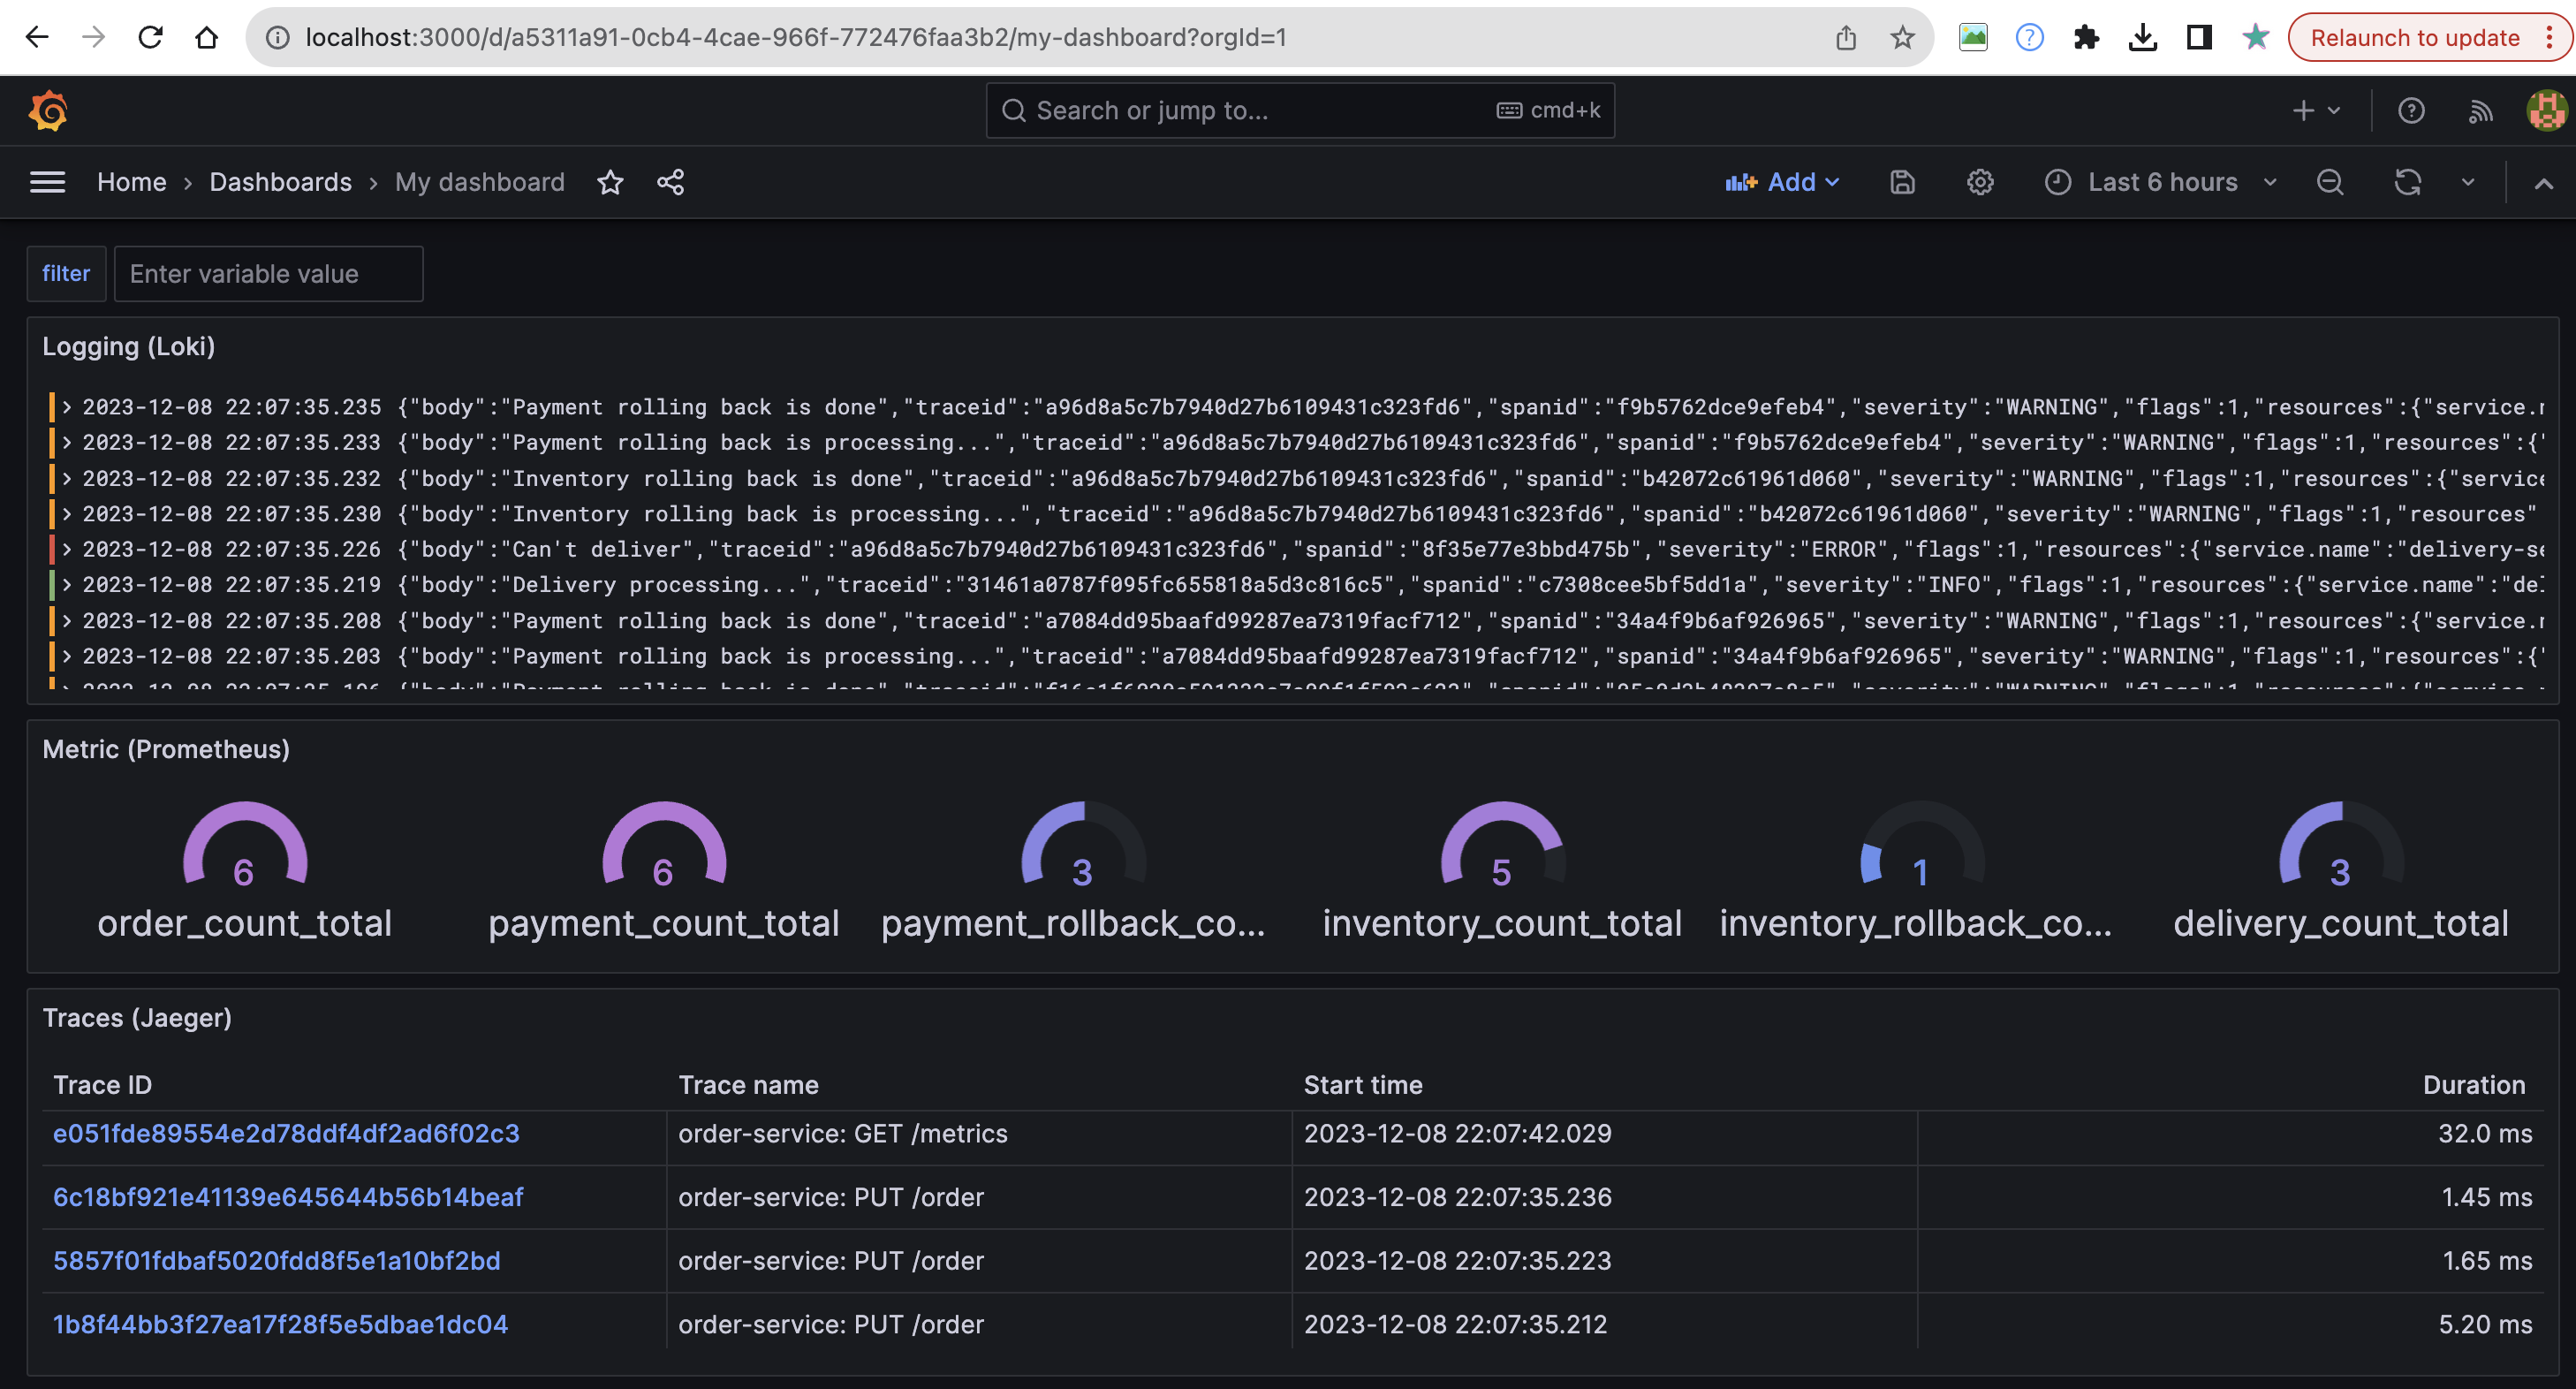 localhost:3000/d/a5311a91-0cb4-4cae-966f-772476faa3b2/my-dashboard?orgId=1
Relaunch to update
Search or jump to...
cmd+k
Home › Dashboards › My dashboard
Add
Last 6 hours
filter
Enter variable value
Logging (Loki)
2023-12-08 22:07:35.235 {"body":"Payment rolling back is done","traceid":"a96d8a5c7b7940d27b6109431c323fd6","spanid":"f9b5762dce9efeb4","severity":"WARNING","flags":1,"resources":{"service.
2023-12-08 22:07:35.233 {"body":"Payment rolling back is processing...","traceid":"a96d8a5c7b7940d27b6109431c323fd6","spanid":"f9b5762dce9efeb4","severity":"WARNING","flags":1,"resources":{"
2023-12-08 22:07:35.232 {"body":"Inventory rolling back is done","traceid":"a96d8a5c7b7940d27b6109431c323fd6","spanid":"b42072c61961d060","severity":"WARNING","flags":1,"resources":{"service
2023-12-08 22:07:35.230 {"body":"Inventory rolling back is processing...","traceid":"a96d8a5c7b7940d27b6109431c323fd6","spanid":"b42072c61961d060","severity":"WARNING","flags":1,"resources"
2023-12-08 22:07:35.226 {"body":"Can't deliver","traceid":"a96d8a5c7b7940d27b6109431c323fd6","spanid":"8f35e77e3bbd475b","severity":"ERROR","flags":1,"resources":{"service.name":"delivery-se
2023-12-08 22:07:35.219 {"body":"Delivery processing...","traceid":"31461a0787f095fc655818a5d3c816c5","spanid":"c7308cee5bf5dd1a","severity":"INFO","flags":1,"resources":{"service.name":"del
2023-12-08 22:07:35.208 {"body":"Payment rolling back is done","traceid":"a7084dd95baafd99287ea7319facf712","spanid":"34a4f9b6af926965","severity":"WARNING","flags":1,"resources":{"service.
2023-12-08 22:07:35.203 {"body":"Payment rolling back is processing...","traceid":"a7084dd95baafd99287ea7319facf712","spanid":"34a4f9b6af926965","severity":"WARNING","flags":1,"resources":{"
Metric (Prometheus)
6 6 3 5 1 3
order_count_total payment_count_total payment_rollback_co... inventory_count_total inventory_rollback_co... delivery_count_total
Traces (Jaeger)
Trace ID Trace name Start time Duration
e051fde89554e2d78ddf4df2ad6f02c3 order-service: GET /metrics 2023-12-08 22:07:42.029 32.0 ms
6c18bf921e41139e645644b56b14beaf order-service: PUT /order 2023-12-08 22:07:35.236 1.45 ms
5857f01fdbaf5020fdd8f5e1a10bf2bd order-service: PUT /order 2023-12-08 22:07:35.223 1.65 ms
1b8f44bb3f27ea17f28f5e5dbae1dc04 order-service: PUT /order 2023-12-08 22:07:35.212 5.20 ms